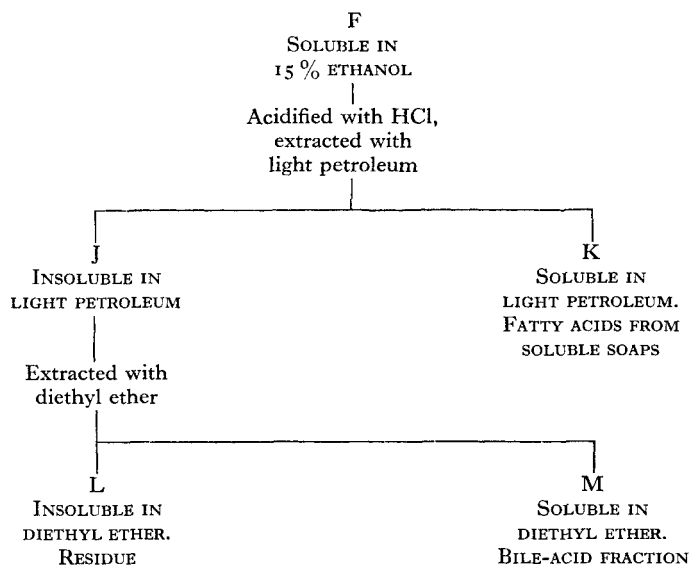 F
SOLUBLE IN
15 % ETHANOL
Acidified with HCl,
extracted with
light petroleum
J
INSOLUBLE IN
LIGHT PETROLEUM
K
SOLUBLE IN
LIGHT PETROLEUM.
FATTY ACIDS FROM
SOLUBLE SOAPS
Extracted with
diethyl ether
L
INSOLUBLE IN
DIETHYL ETHER.
RESIDUE
M
SOLUBLE IN
DIETHYL ETHER.
BILE-ACID FRACTION